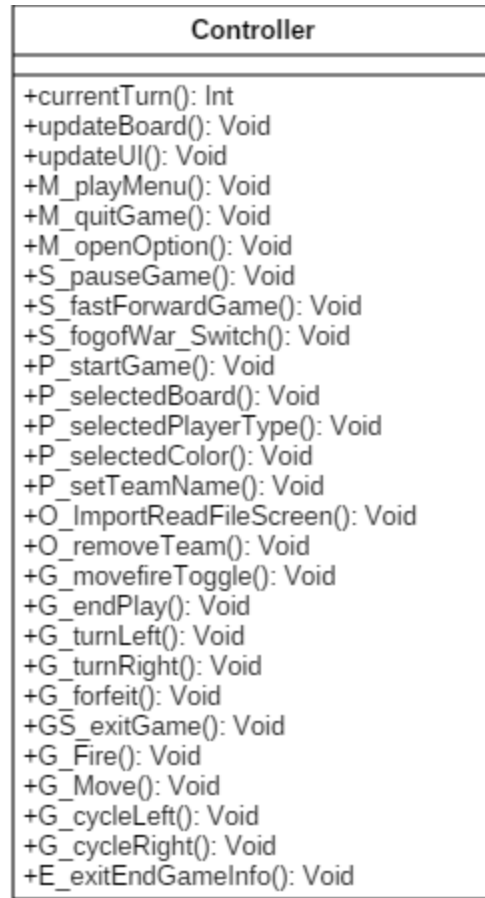 Controller
+currentTurn(): Int
+updateBoard(): Void
+updateUI(): Void
+M_playMenu(): Void
+M_quitGame(): Void
+M_openOption(): Void
+S_pauseGame(): Void
+S_fastForwardGame(): Void
+S_fogofWar_Switch(): Void
+P_startGame(): Void
+P_selectedBoard(): Void
+P_selectedPlayerType(): Void
+P_selectedColor(): Void
+P_setTeamName(): Void
+O_ImportReadFileScreen(): Void
+O_removeTeam(): Void
+G_movefireToggle(): Void
+G_endPlay(): Void
+G_turnLeft(): Void
+G_turnRight(): Void
+G_forfeit(): Void
+GS_exitGame(): Void
+G_Fire(): Void
+G_Move(): Void
+G_cycleLeft(): Void
+G_cycleRight(): Void
+E_exitEndGameInfo(): Void